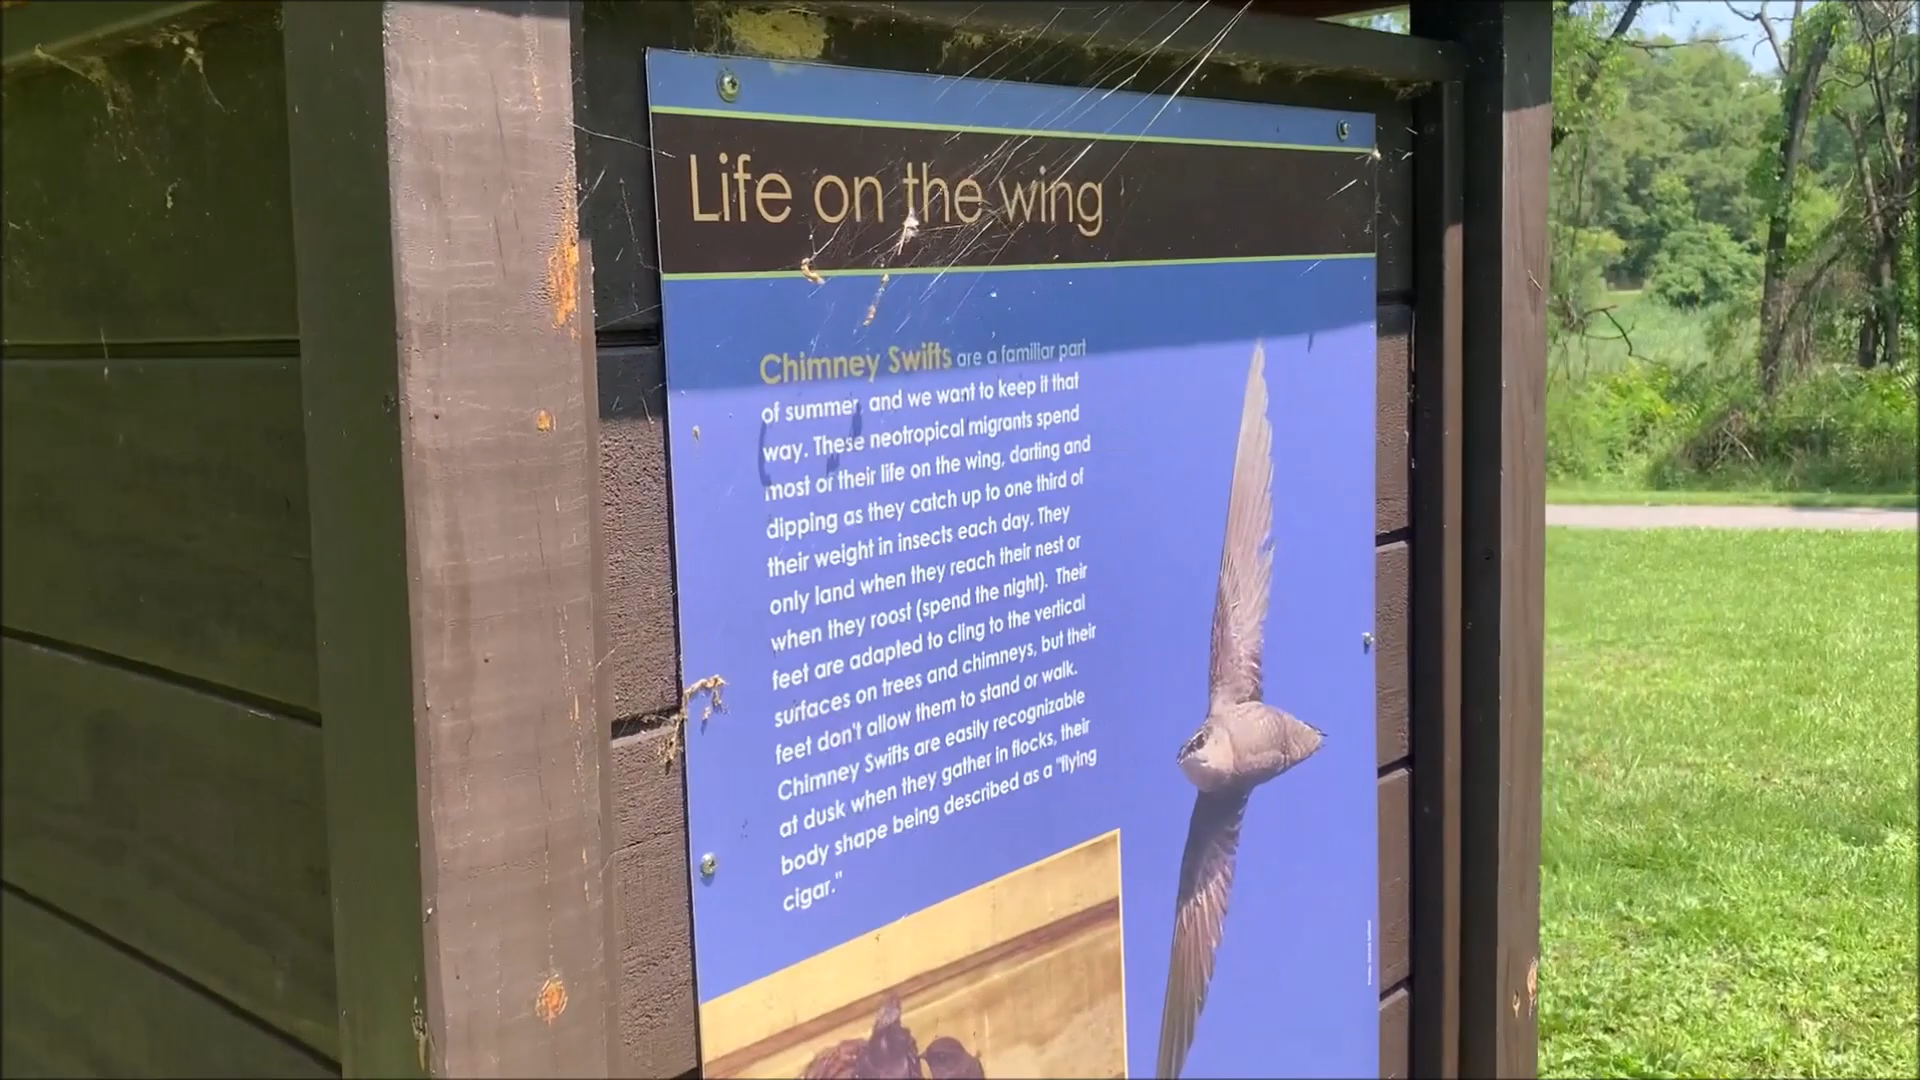 Life on the wing
Chimney Swifts are a familiar part
of summer, and we want to keep it that
way. These neotropical migrants spend
most of their life on the wing, darting and
dipping as they catch up to one third of
their weight in insects each day. They
only land when they reach their nest or
when they roost (spend the night). Their
feet are adapted to cling to the vertical
surfaces on trees and chimneys, but their
feet don't allow them to stand or walk.
Chimney Swifts are easily recognizable
at dusk when they gather in flocks, their
body shape being described as a "flying
cigar."